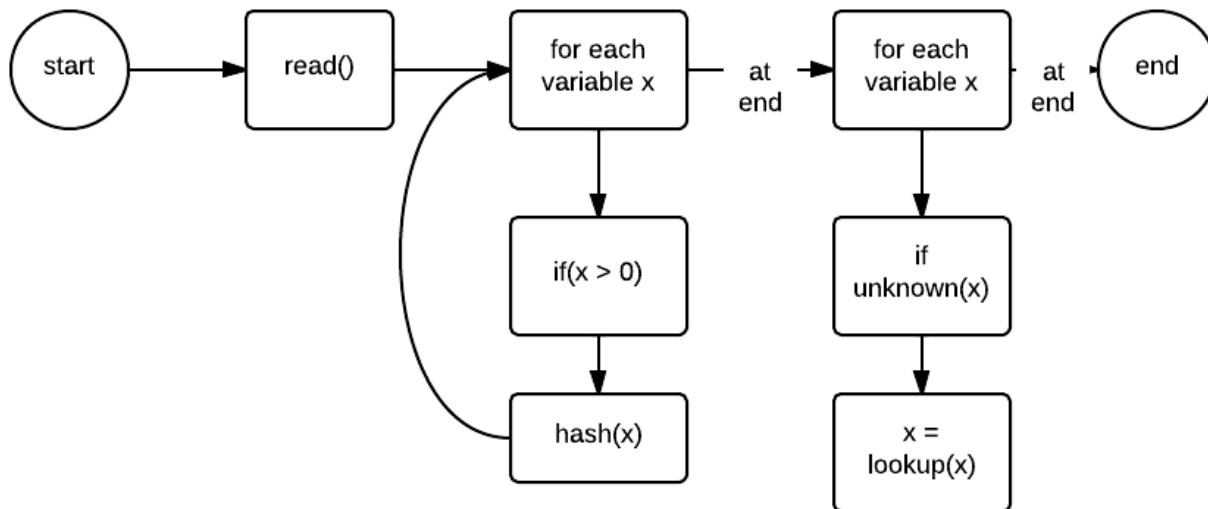 start
read()
for each
variable x
at
end
for each
variable x
at
end
end
if(x > 0)
if
unknown(x)
hash(x)
x =
lookup(x)